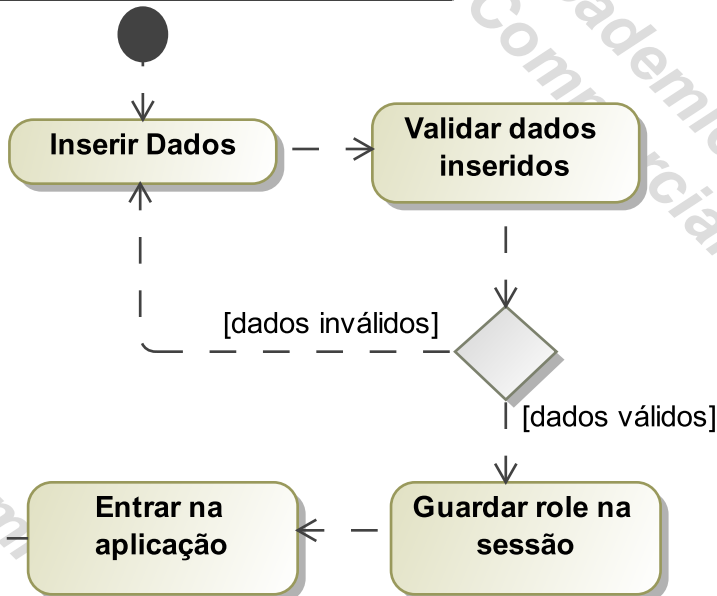 Inserir Dados
Validar dados
inseridos
[dados inválidos]
[dados válidos]
Entrar na
aplicação
Guardar role na
sessão